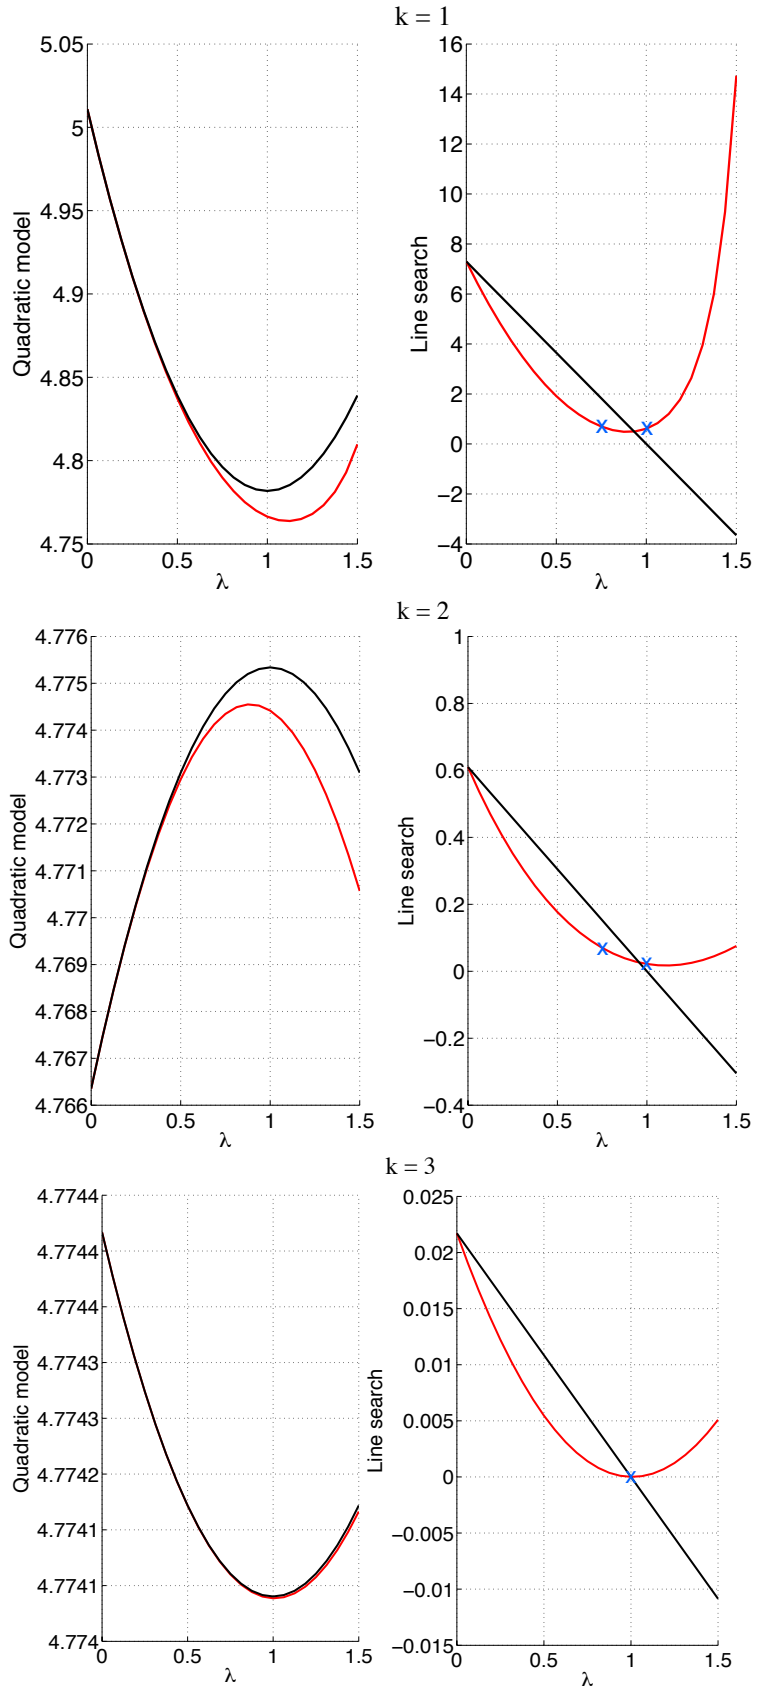 k = 1
5.05
5
4.95
4.9
4.85
4.8
4.75
Quadratic model
0 0.5 1 1.5
λ
16
14
12
10
8
6
4
2
0
−2
−4
Line search
x x
0 0.5 1 1.5
λ
k = 2
4.776
4.775
4.774
4.773
4.772
4.771
4.77
4.769
4.768
4.767
4.766
Quadratic model
0 0.5 1 1.5
λ
1
0.8
0.6
0.4
0.2
0
−0.2
−0.4
Line search
x x
0 0.5 1 1.5
λ
k = 3
4.7744
4.7744
4.7744
4.7743
4.7743
4.7742
4.7741
4.7741
4.774
Quadratic model
0 0.5 1 1.5
λ
0.025
0.02
0.015
0.01
0.005
0
−0.005
−0.01
−0.015
Line search
x
0 0.5 1 1.5
λ